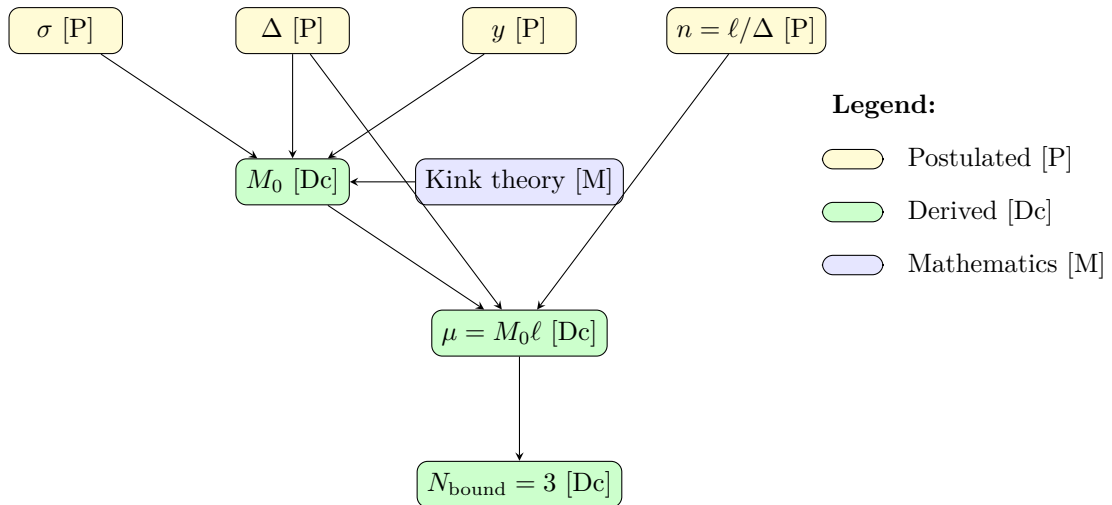 σ [P]
Δ [P]
y [P]
n = ℓ/Δ [P]
Legend:
Postulated [P]
M₀ [Dc]
Kink theory [M]
Derived [Dc]
Mathematics [M]
μ = M₀ℓ [Dc]
N_bound = 3 [Dc]